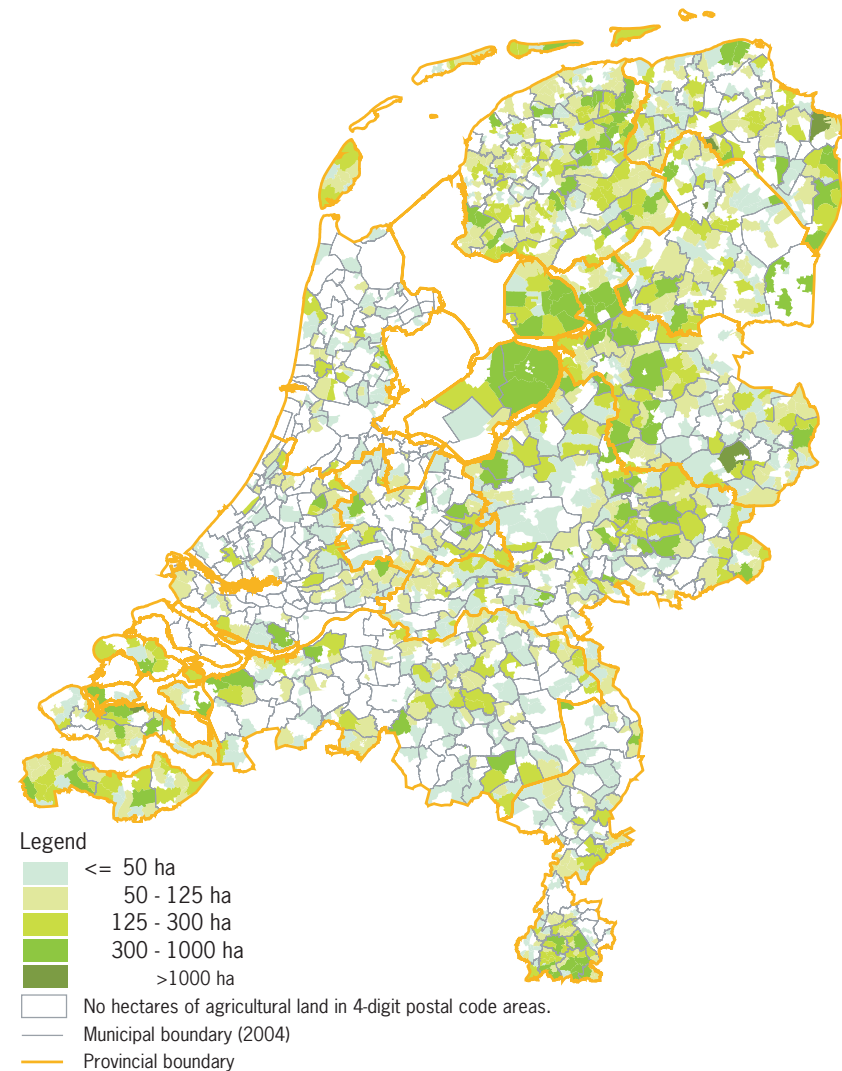 Legend
<= 50 ha
50 - 125 ha
125 - 300 ha
300 - 1000 ha
>1000 ha
No hectares of agricultural land in 4-digit postal code areas.
Municipal boundary (2004)
Provincial boundary